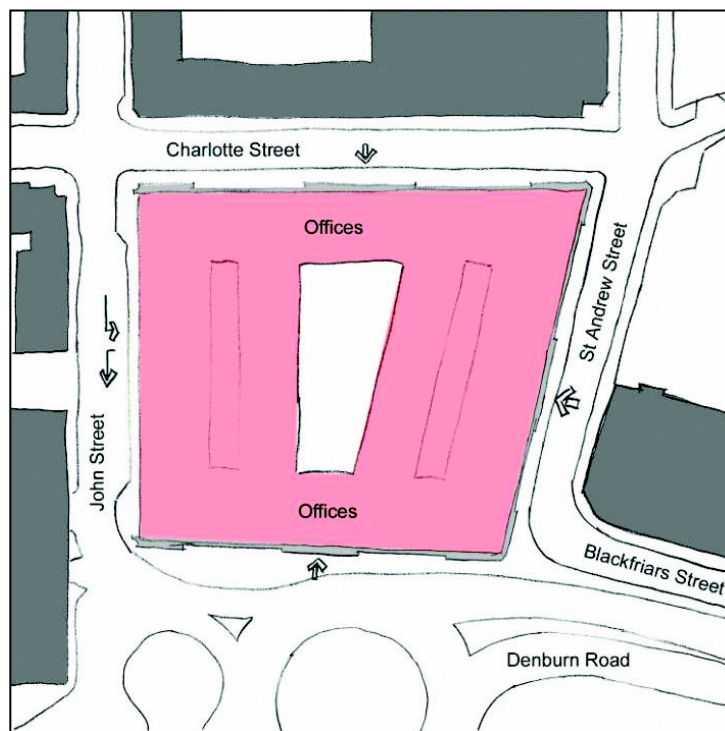 Charlotte Street
Offices
St Andrew Street
John Street
Offices
Blackfriars Street
Denburn Road